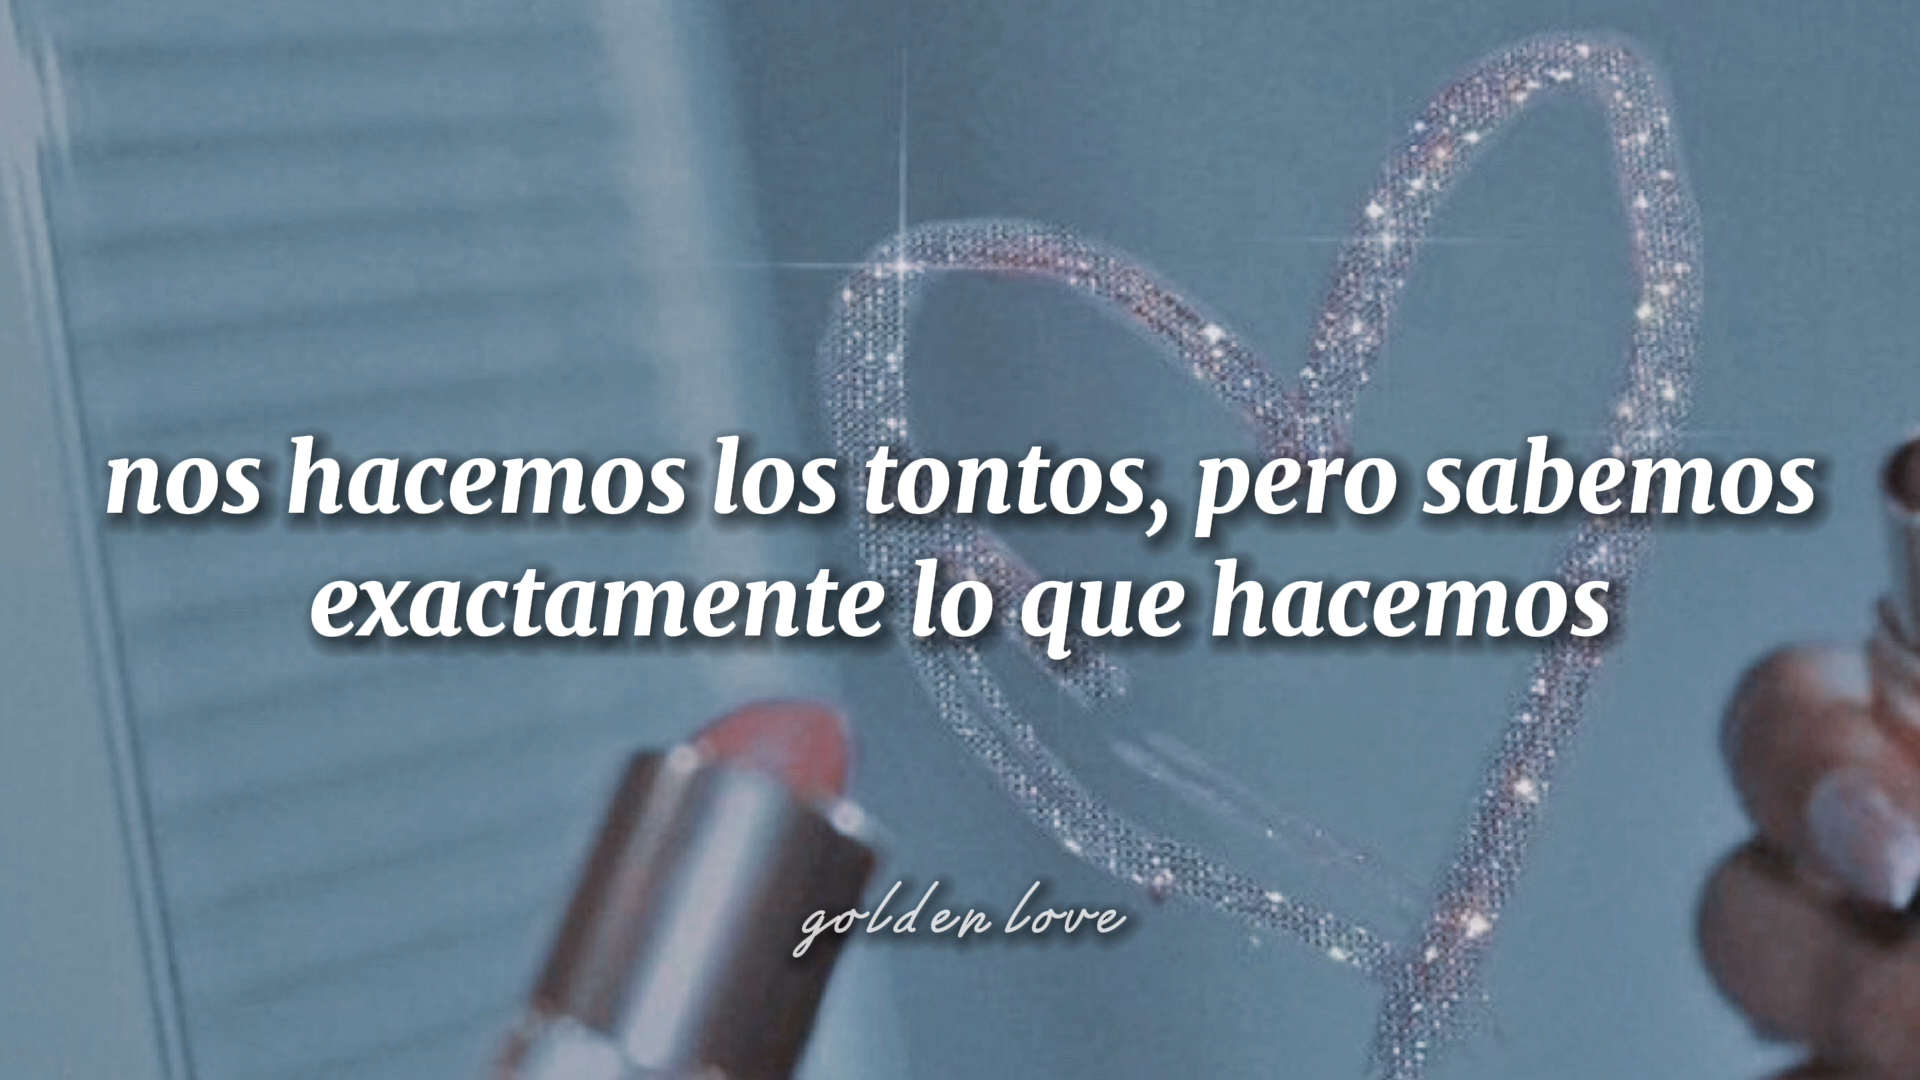 nos hacemos los tontos, pero sabemos
exactamente lo que hacemos
golden love